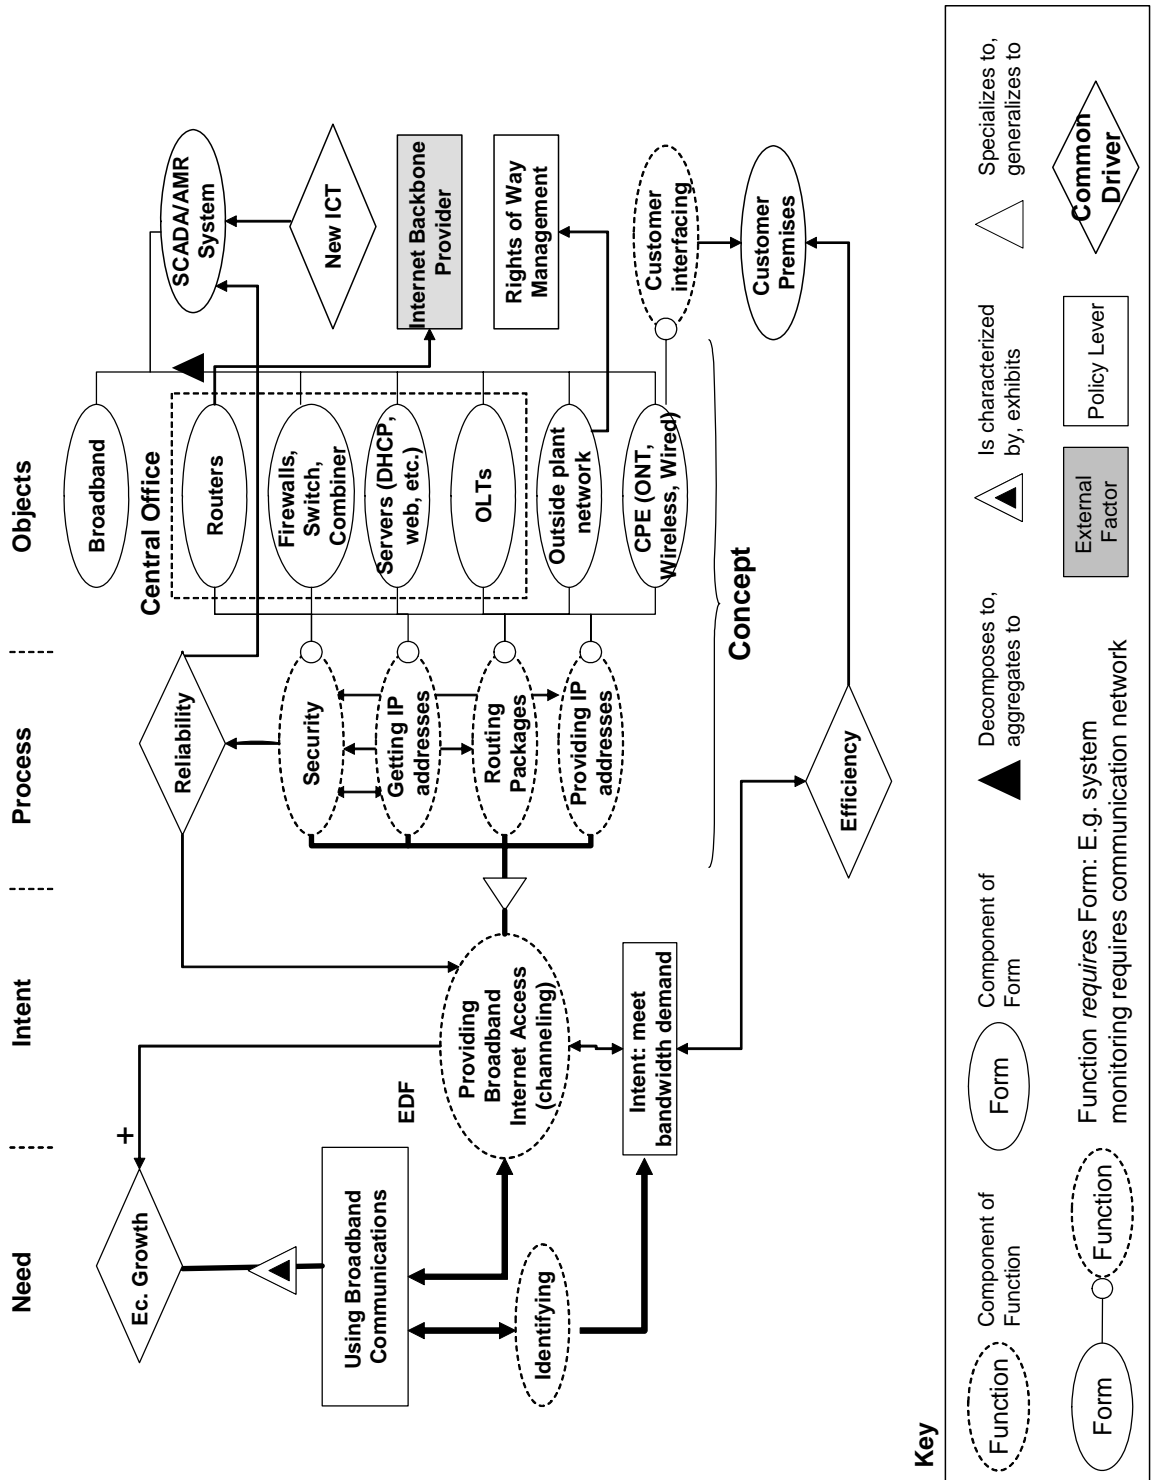 Need
Intent
Process
Objects
Ec. Growth
+
Using Broadband
Communications
Identifying
EDF
Providing
Broadband
Internet Access
(channeling)
Intent: meet
bandwidth demand
Reliability
Security
Getting IP
addresses
Routing
Packages
Providing IP
addresses
Efficiency
Concept
Broadband
Central Office
Routers
Firewalls,
Switch,
Combiner
Servers (DHCP,
web, etc.)
OLTs
Outside plant
network
CPE (ONT,
Wireless, Wired)
SCADA/AMR
System
New ICT
Internet Backbone
Provider
Rights of Way
Management
Customer
interfacing
Customer
Premises
Key
Function
Component of
Function
Form
Component of
Form
Decomposes to,
aggregates to
Is characterized
by, exhibits
Specializes to,
generalizes to
Form
Function
Function requires Form: E.g. system
monitoring requires communication network
External
Factor
Policy Lever
Common
Driver